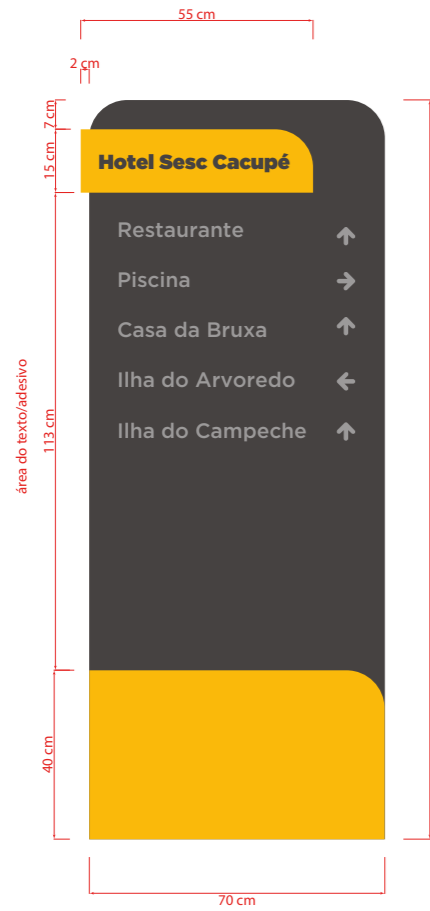 55 cm
2 cm
7 cm
15 cm
Hotel Sesc Cacupé
Restaurante
Piscina
Casa da Bruxa
Ilha do Arvoredo
Ilha do Campeche
área do texto/adesivo
113 cm
40 cm
70 cm